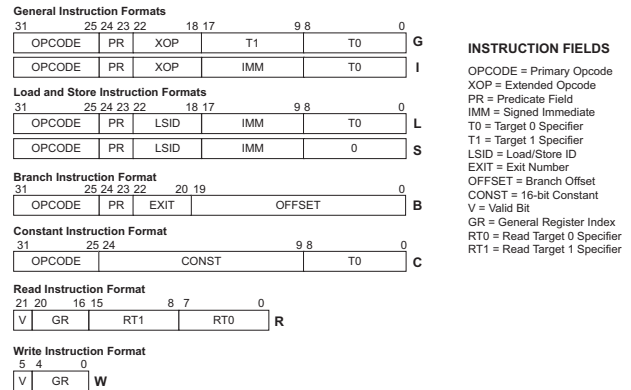 General Instruction Formats
31 25 24 23 22 18 17 9 8 0
OPCODE PR XOP T1 T0 G
OPCODE PR XOP IMM T0 I
Load and Store Instruction Formats
31 25 24 23 22 18 17 9 8 0
OPCODE PR LSID IMM T0 L
OPCODE PR LSID IMM 0 S
Branch Instruction Format
31 25 24 23 22 20 19 0
OPCODE PR EXIT OFFSET B
Constant Instruction Format
31 25 24 9 8 0
OPCODE CONST T0 C
Read Instruction Format
21 20 16 15 8 7 0
V GR RT1 RT0 R
Write Instruction Format
5 4 0
V GR W
INSTRUCTION FIELDS
OPCODE = Primary Opcode
XOP = Extended Opcode
PR = Predicate Field
IMM = Signed Immediate
T0 = Target 0 Specifier
T1 = Target 1 Specifier
LSID = Load/Store ID
EXIT = Exit Number
OFFSET = Branch Offset
CONST = 16-bit Constant
V = Valid Bit
GR = General Register Index
RT0 = Read Target 0 Specifier
RT1 = Read Target 1 Specifier